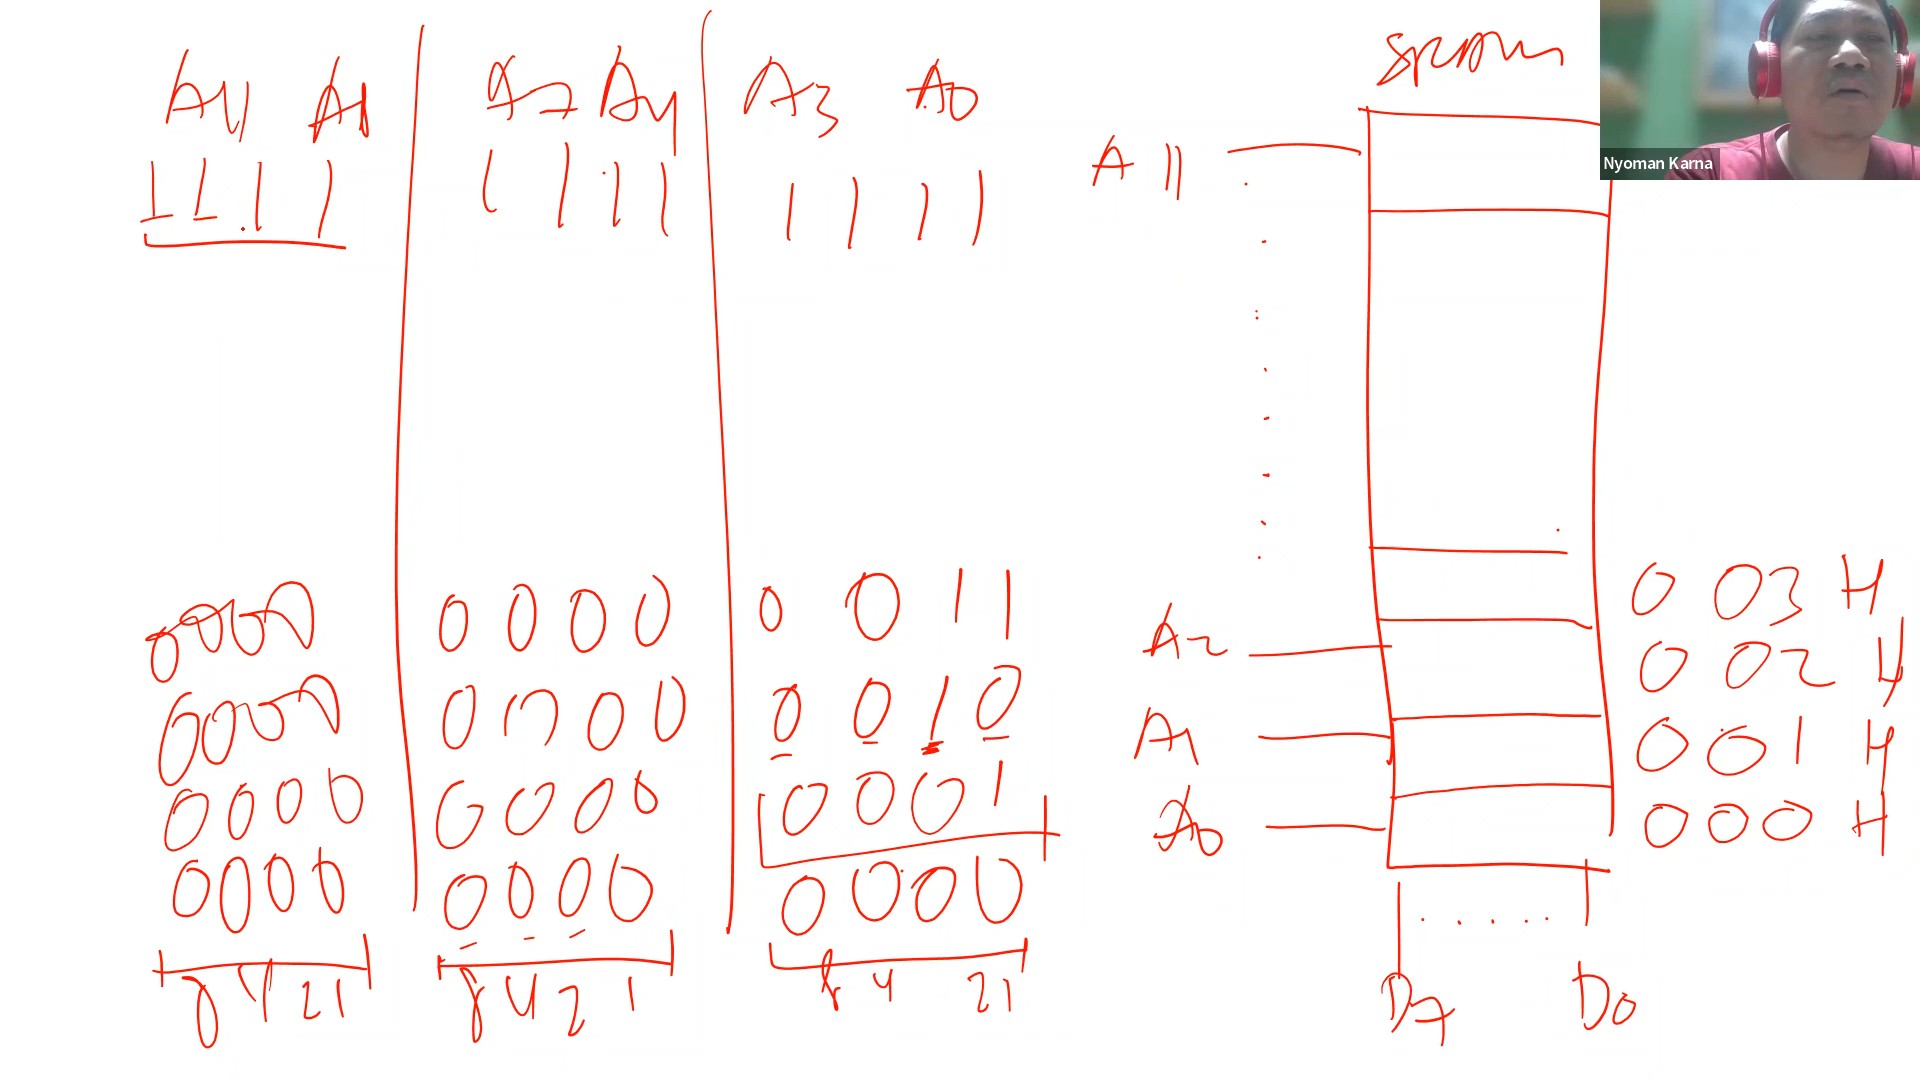 A11 A8 A7 A4 A3 A0
1111 1111 1111
0000 0000 0011
0000 0000 0010
0000 0000 0001
0000 0000 0000
8421 8421 8421
SRAM
A11
A2
A1
A0
003H
002H
001H
000H
D7 ..... D0
Nyoman Karna